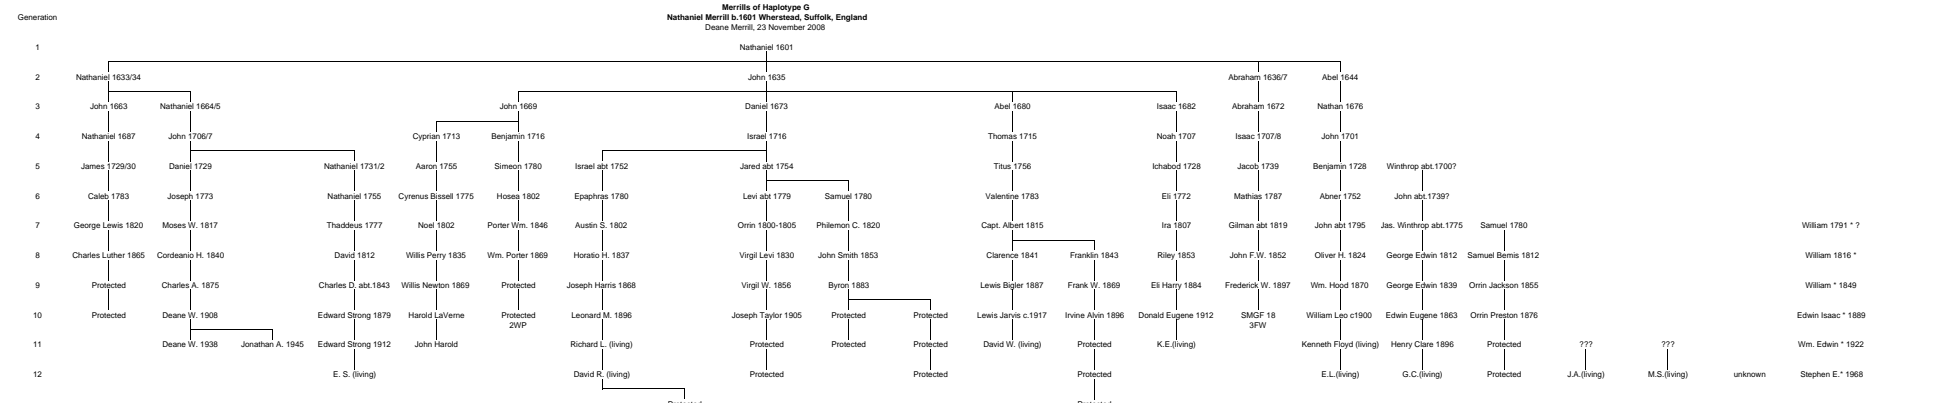 Merrills of Haplotype G
Generation Nathaniel Merrill b.1601 Wherstead, Suffolk, England
Deane Merrill, 23 November 2008
1 Nathaniel 1601
2 Nathaniel 1633/34 John 1635 Abraham 1636/7 Abel 1644
3 John 1663 Nathaniel 1664/5 John 1669 Daniel 1673 Abel 1680 Isaac 1682 Abraham 1672 Nathan 1676
4 Nathaniel 1687 John 1706/7 Cyprian 1713 Benjamin 1716 Israel 1716 Thomas 1715 Noah 1707 Isaac 1707/8 John 1701
5 James 1729/30 Daniel 1729 Nathaniel 1731/2 Aaron 1755 Simeon 1780 Israel abt 1752 Jared abt 1754 Titus 1756 Ichabod 1728 Jacob 1739 Benjamin 1728 Winthrop abt.1700?
6 Caleb 1783 Joseph 1773 Nathaniel 1755 Cyrenus Bissell 1775 Hosea 1802 Epaphras 1780 Levi abt 1779 Samuel 1780 Valentine 1783 Eli 1772 Mathias 1787 Abner 1752 John abt.1739?
7 George Lewis 1820 Moses W. 1817 Thaddeus 1777 Noel 1802 Porter Wm. 1846 Austin S. 1802 Orrin 1800-1805 Philemon C. 1820 Capt. Albert 1815 Ira 1807 Gilman abt 1819 John abt 1795 Jas. Winthrop abt.1775 Samuel 1780 William 1791 * ?
8 Charles Luther 1865 Cordeanio H. 1840 David 1812 Willis Perry 1835 Wm. Porter 1869 Horatio H. 1837 Virgil Levi 1830 John Smith 1853 Clarence 1841 Franklin 1843 Riley 1853 John F.W. 1852 Oliver H. 1824 George Edwin 1812 Samuel Bemis 1812 William 1816 *
9 Protected Charles A. 1875 Charles D. abt.1843 Willis Newton 1869 Protected Joseph Harris 1868 Virgil W. 1856 Byron 1883 Lewis Bigler 1887 Frank W. 1869 Eli Harry 1884 Frederick W. 1897 Wm. Hood 1870 George Edwin 1839 Orrin Jackson 1855 William * 1849
10 Protected Deane W. 1908 Edward Strong 1879 Harold LaVerne Protected Leonard M. 1896 Joseph Taylor 1905 Protected Protected Lewis Jarvis c.1917 Irvine Alvin 1896 Donald Eugene 1912 SMGF 18 William Leo c1900 Edwin Eugene 1863 Orrin Preston 1876 Edwin Isaac * 1889
2WP 3FW
11 Deane W. 1938 Jonathan A. 1945 Edward Strong 1912 John Harold Richard L. (living) Protected Protected Protected David W. (living) Protected K.E.(living) Kenneth Floyd (living) Henry Clare 1896 Protected ??? ??? Wm. Edwin * 1922
12 E. S. (living) David R. (living) Protected Protected Protected E.L.(living) G.C.(living) Protected J.A.(living) M.S.(living) unknown Stephen E.* 1968